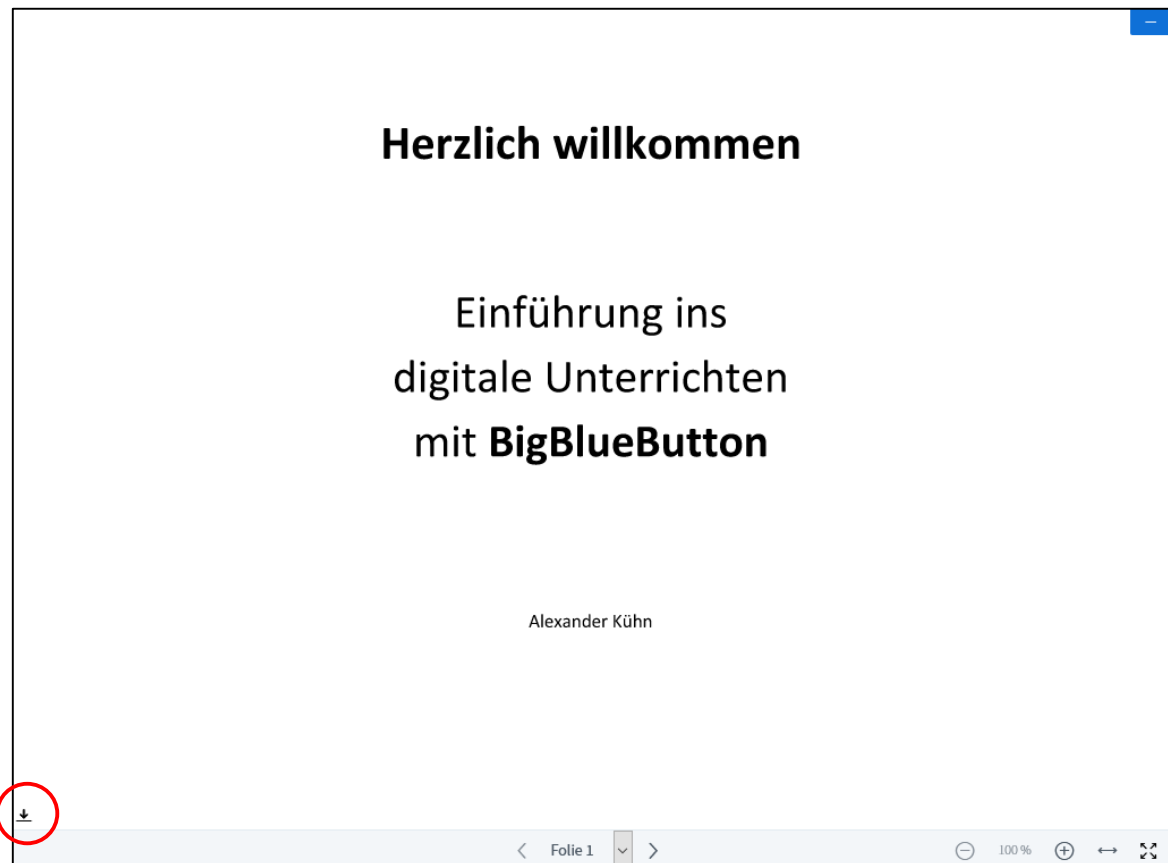 Herzlich willkommen
Einführung ins
digitale Unterrichten
mit BigBlueButton
Alexander Kühn
Folie 1
100 %